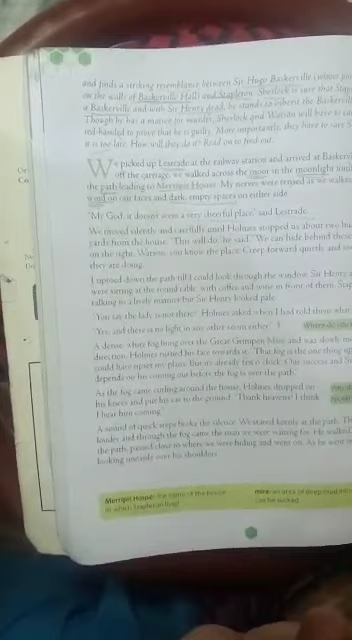 and finds a striking resemblance between Sir Hugo Baskerville (whose
on the walls of Baskerville Hall) and Stapleton. Sherlock is sure that
a Baskerville and with Sir Henry dead, he stands to inherit the
Though he has a motive for murder, Sherlock and Watson will have to
red-handed to prove that he is guilty. More importantly, they have to save
it is too late. How will they do it? Read on to find out.
We picked up Lestrade at the railway station and arrived at
off the carriage, we walked across the moor in the moonlight until
the path leading to Merripit House. My nerves tensed as we walked
wind on our faces and dark, empty spaces on either side.
'My God, it doesn't seem a very cheerful place,' said Lestrade.
We moved silently and carefully until Holmes stopped us about two
yards from the house. 'This will do,' he said. 'We can hide behind these
on the right. Watson, you know the place. Creep forward quietly and
they are doing.'
I tiptoed down the path till I could look through the window. Sir Henry
were sitting at the round table, with coffee and wine in front of them.
talking in a lively manner but Sir Henry looked pale.
'You say the lady is not there?' Holmes asked when I had told them what
'Yes, and there is no light in any other room either.'
Where do
A dense, white fog hung over the Great Grimpen Mire and was slowly
direction. Holmes turned his face towards it. 'That fog is the one thing
could have upset my plans. But it's already ten o'clock. Our success and
depends on his coming out before the fog is over the path.'
As the fog came curling around the house, Holmes dropped on
his knees and put his ear to the ground. 'Thank heavens! I think
I hear him coming.'
A sound of quick steps broke the silence. We stared keenly at the path.
louder and through the fog came the man we were waiting for. He walked
the path, passed close to where we were hiding and went on. As he went
looking uneasily over his shoulders.
Merripit House: the name of the house
in which Stapleton lived
mire: an area of deep mud
can be sucked